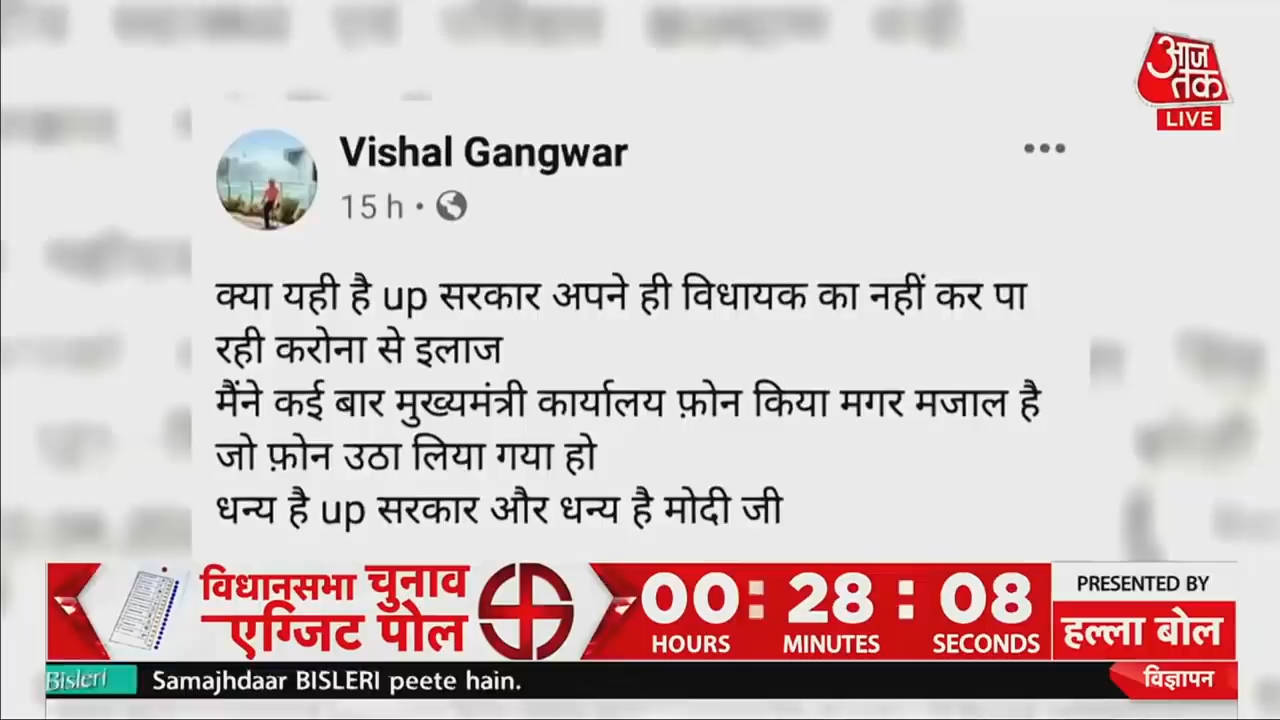 आज
तक
LIVE
Vishal Gangwar
15 h •
क्या यही है up सरकार अपने ही विधायक का नहीं कर पा
रही करोना से इलाज
मैंने कई बार मुख्यमंत्री कार्यालय फ़ोन किया मगर मजाल है
जो फ़ोन उठा लिया गया हो
धन्य है up सरकार और धन्य है मोदी जी
विधानसभा चुनाव
एग्जिट पोल
00 : 28 : 08
HOURS MINUTES SECONDS
PRESENTED BY
हल्ला बोल
Bisleri Samajhdaar BISLERI peete hain.
विज्ञापन